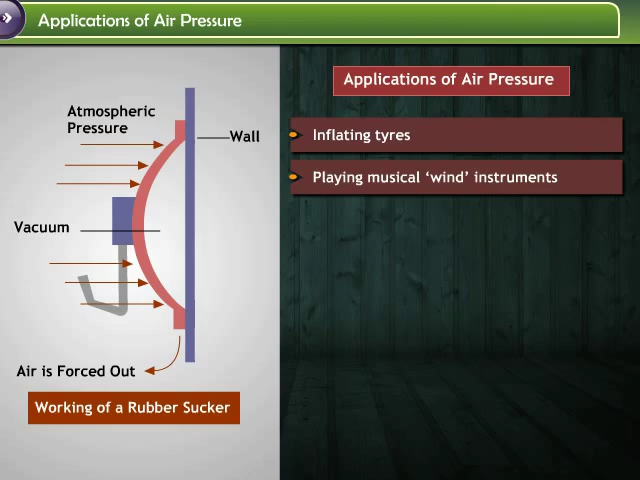 Applications of Air Pressure
Atmospheric
Pressure
Wall
Vacuum
Air is Forced Out
Working of a Rubber Sucker
Applications of Air Pressure
Inflating tyres
Playing musical ‘wind’ instruments